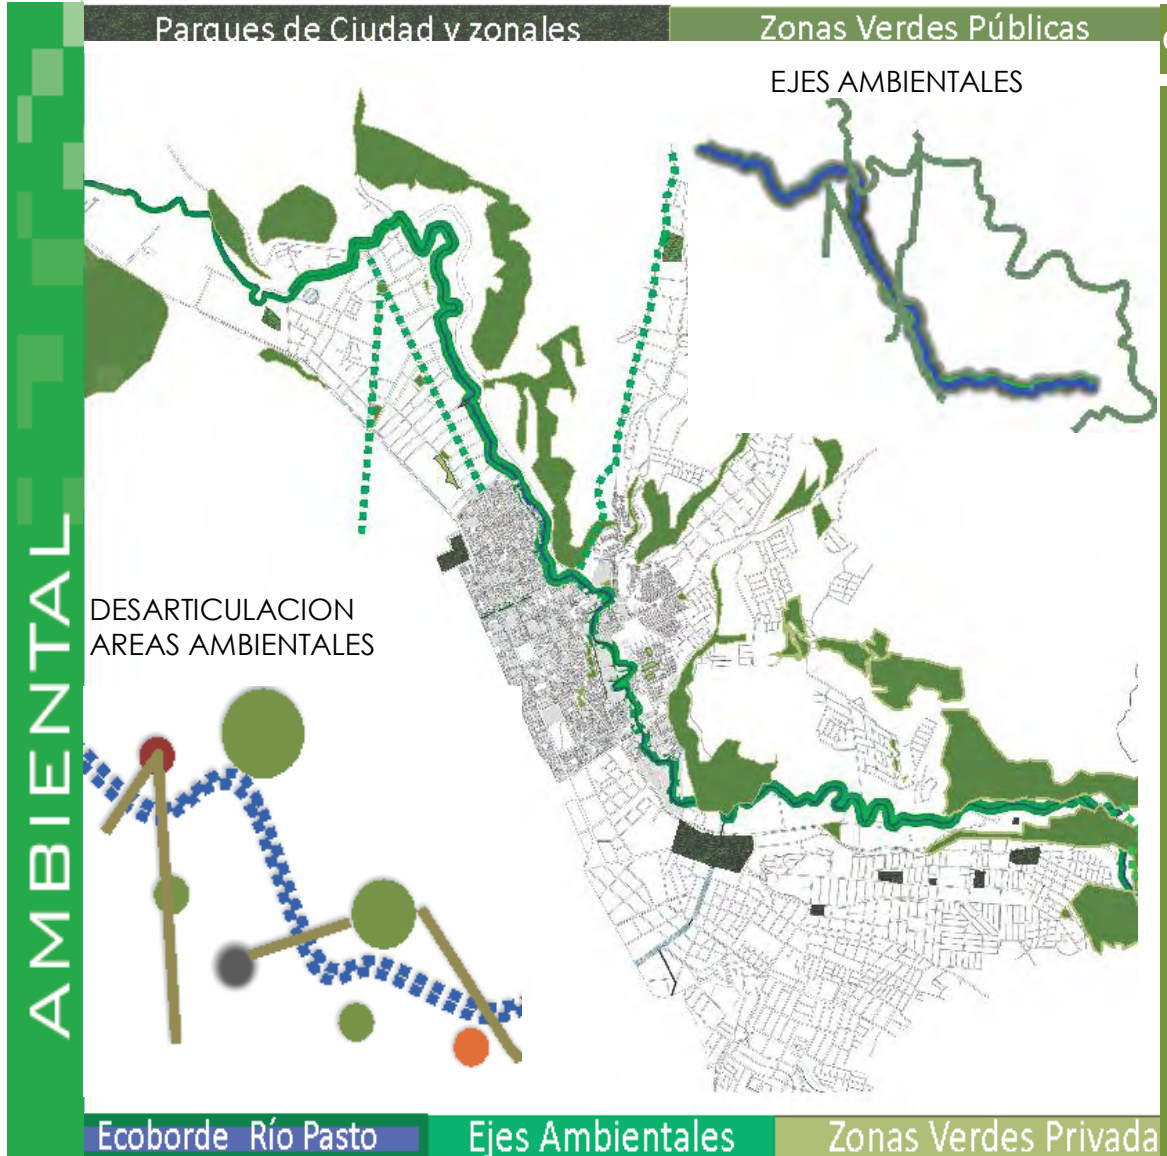 Parques de Ciudad y zonales
Zonas Verdes Públicas
EJES AMBIENTALES
AMBIENTAL
DESARTICULACION
AREAS AMBIENTALES
Ecoborde Río Pasto
Ejes Ambientales
Zonas Verdes Privada